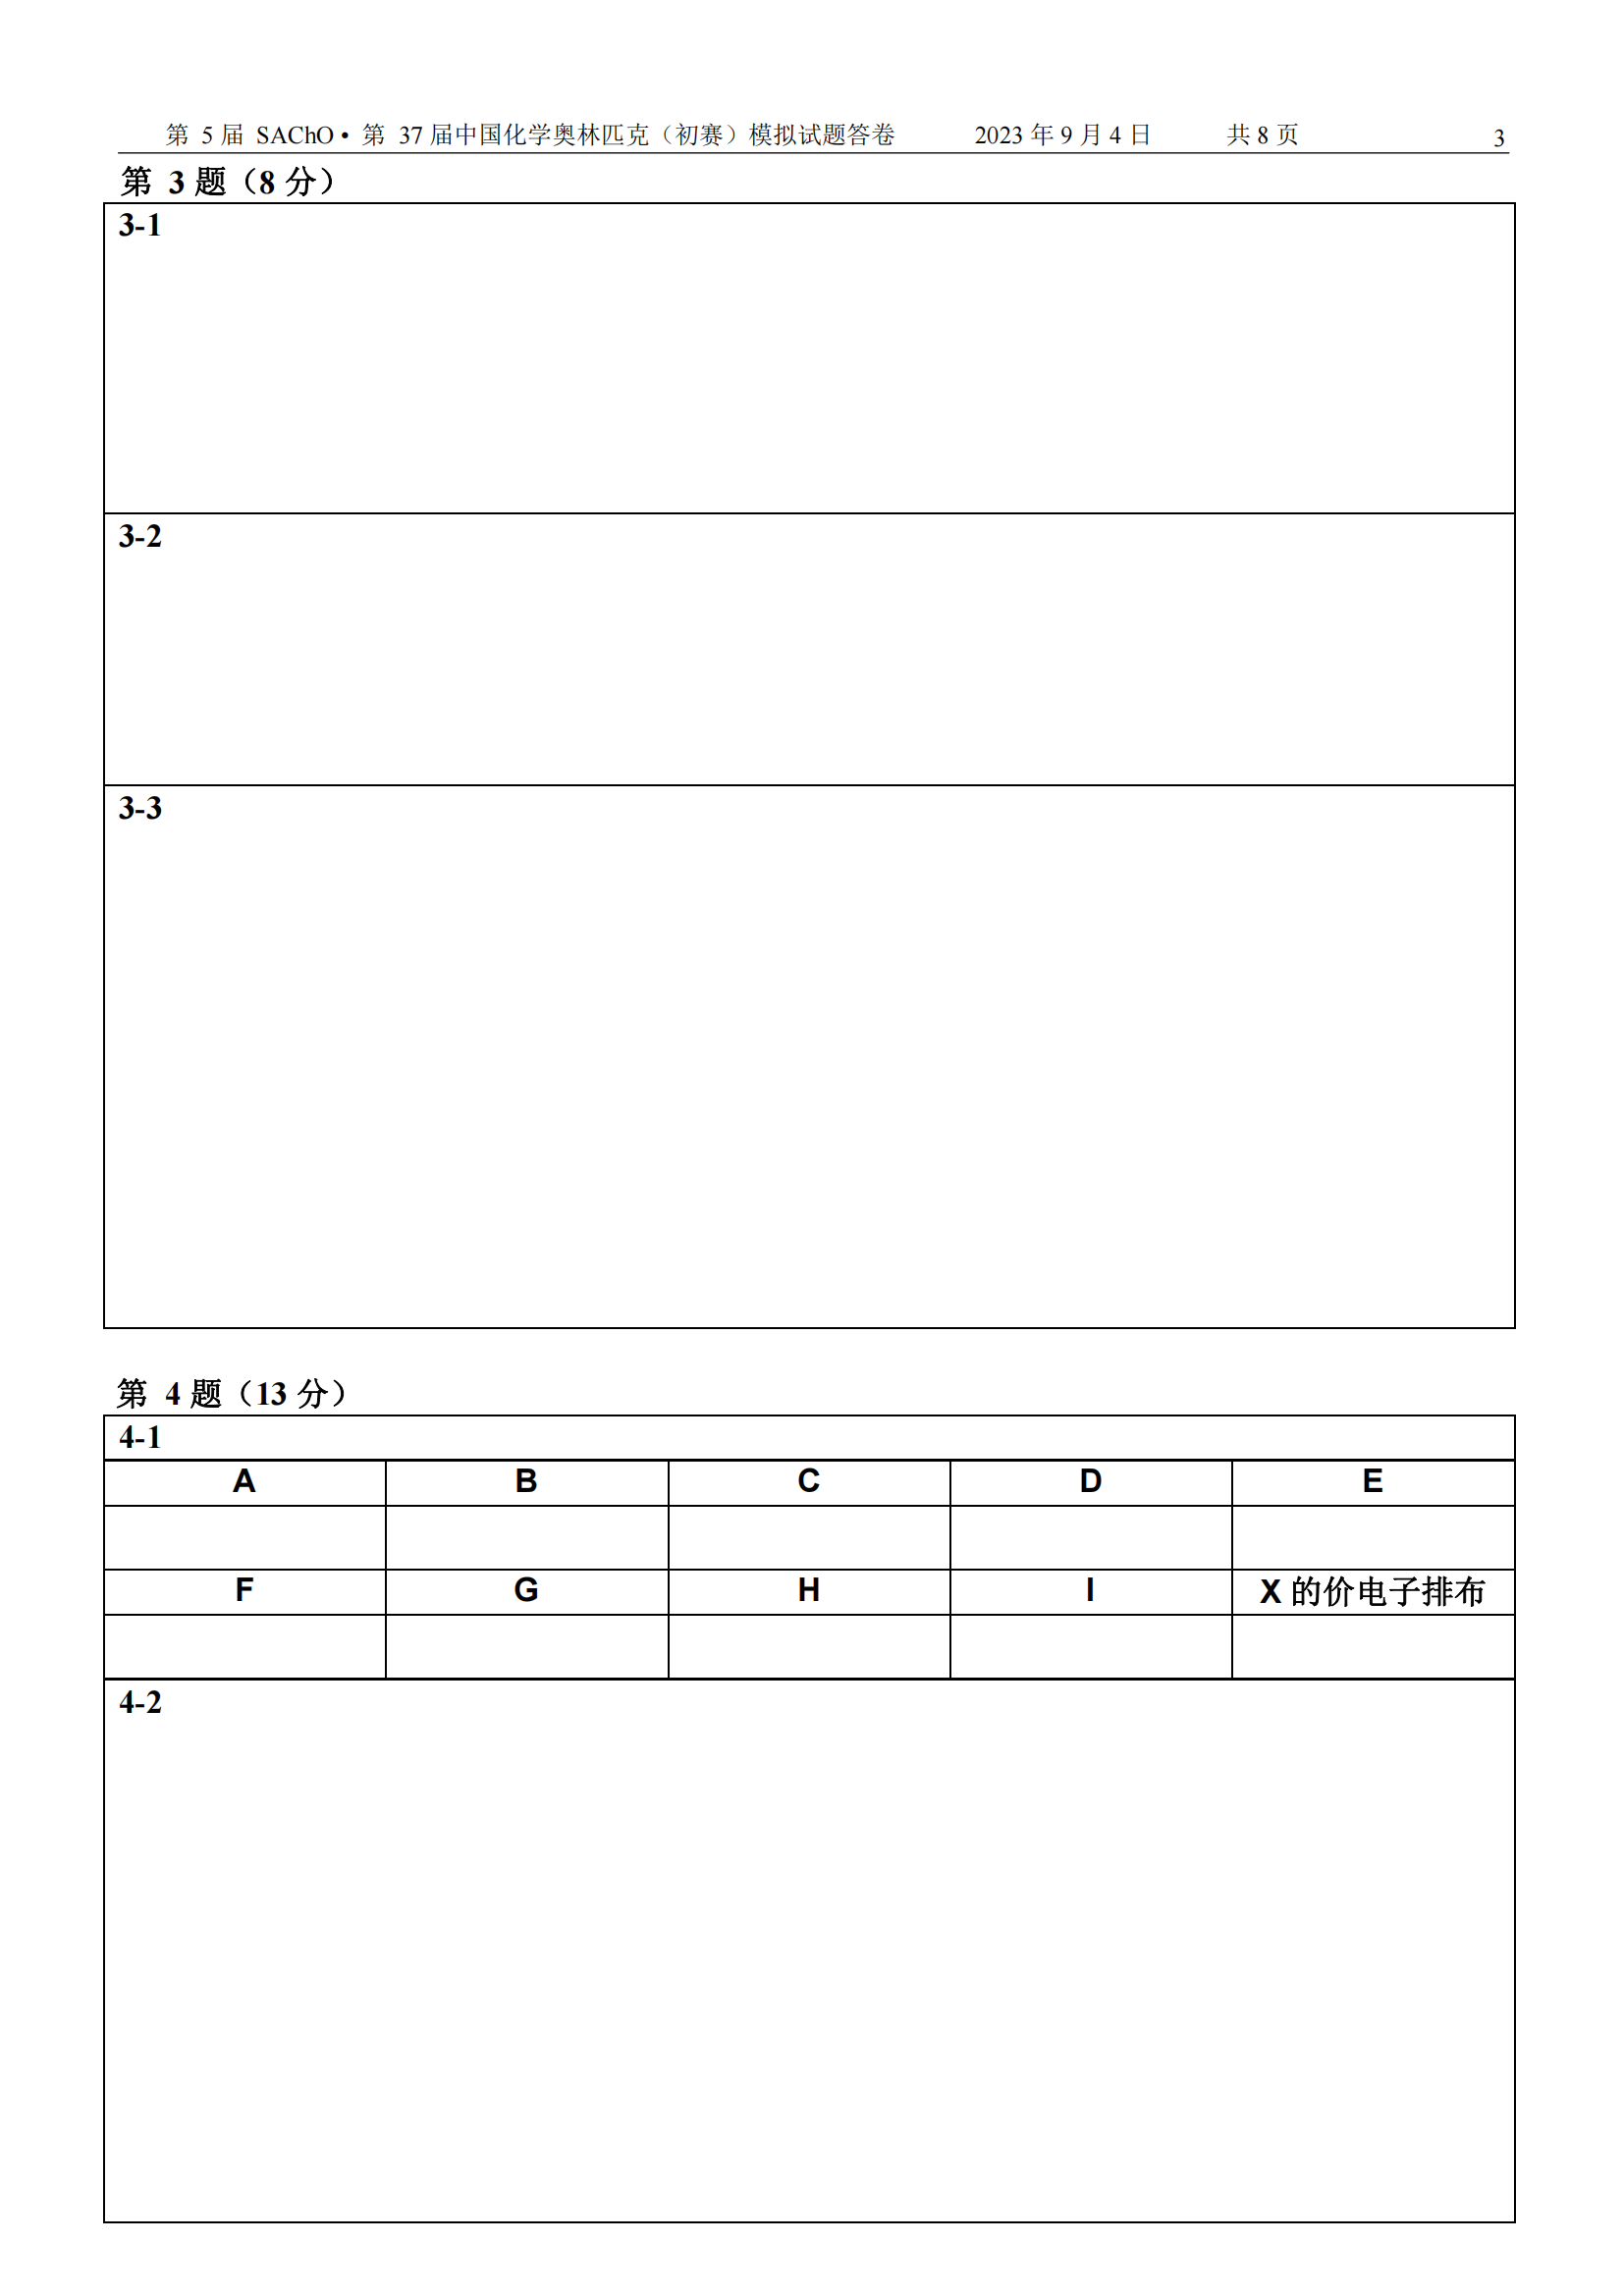 第 5 届 SAChO • 第 37 届中国化学奥林匹克（初赛）模拟试题答卷 2023 年 9 月 4 日 共 8 页 3
第 3 题（8 分）
3-1
3-2
3-3
第 4 题（13 分）
4-1
A B C D E
F G H I X 的价电子排布
4-2